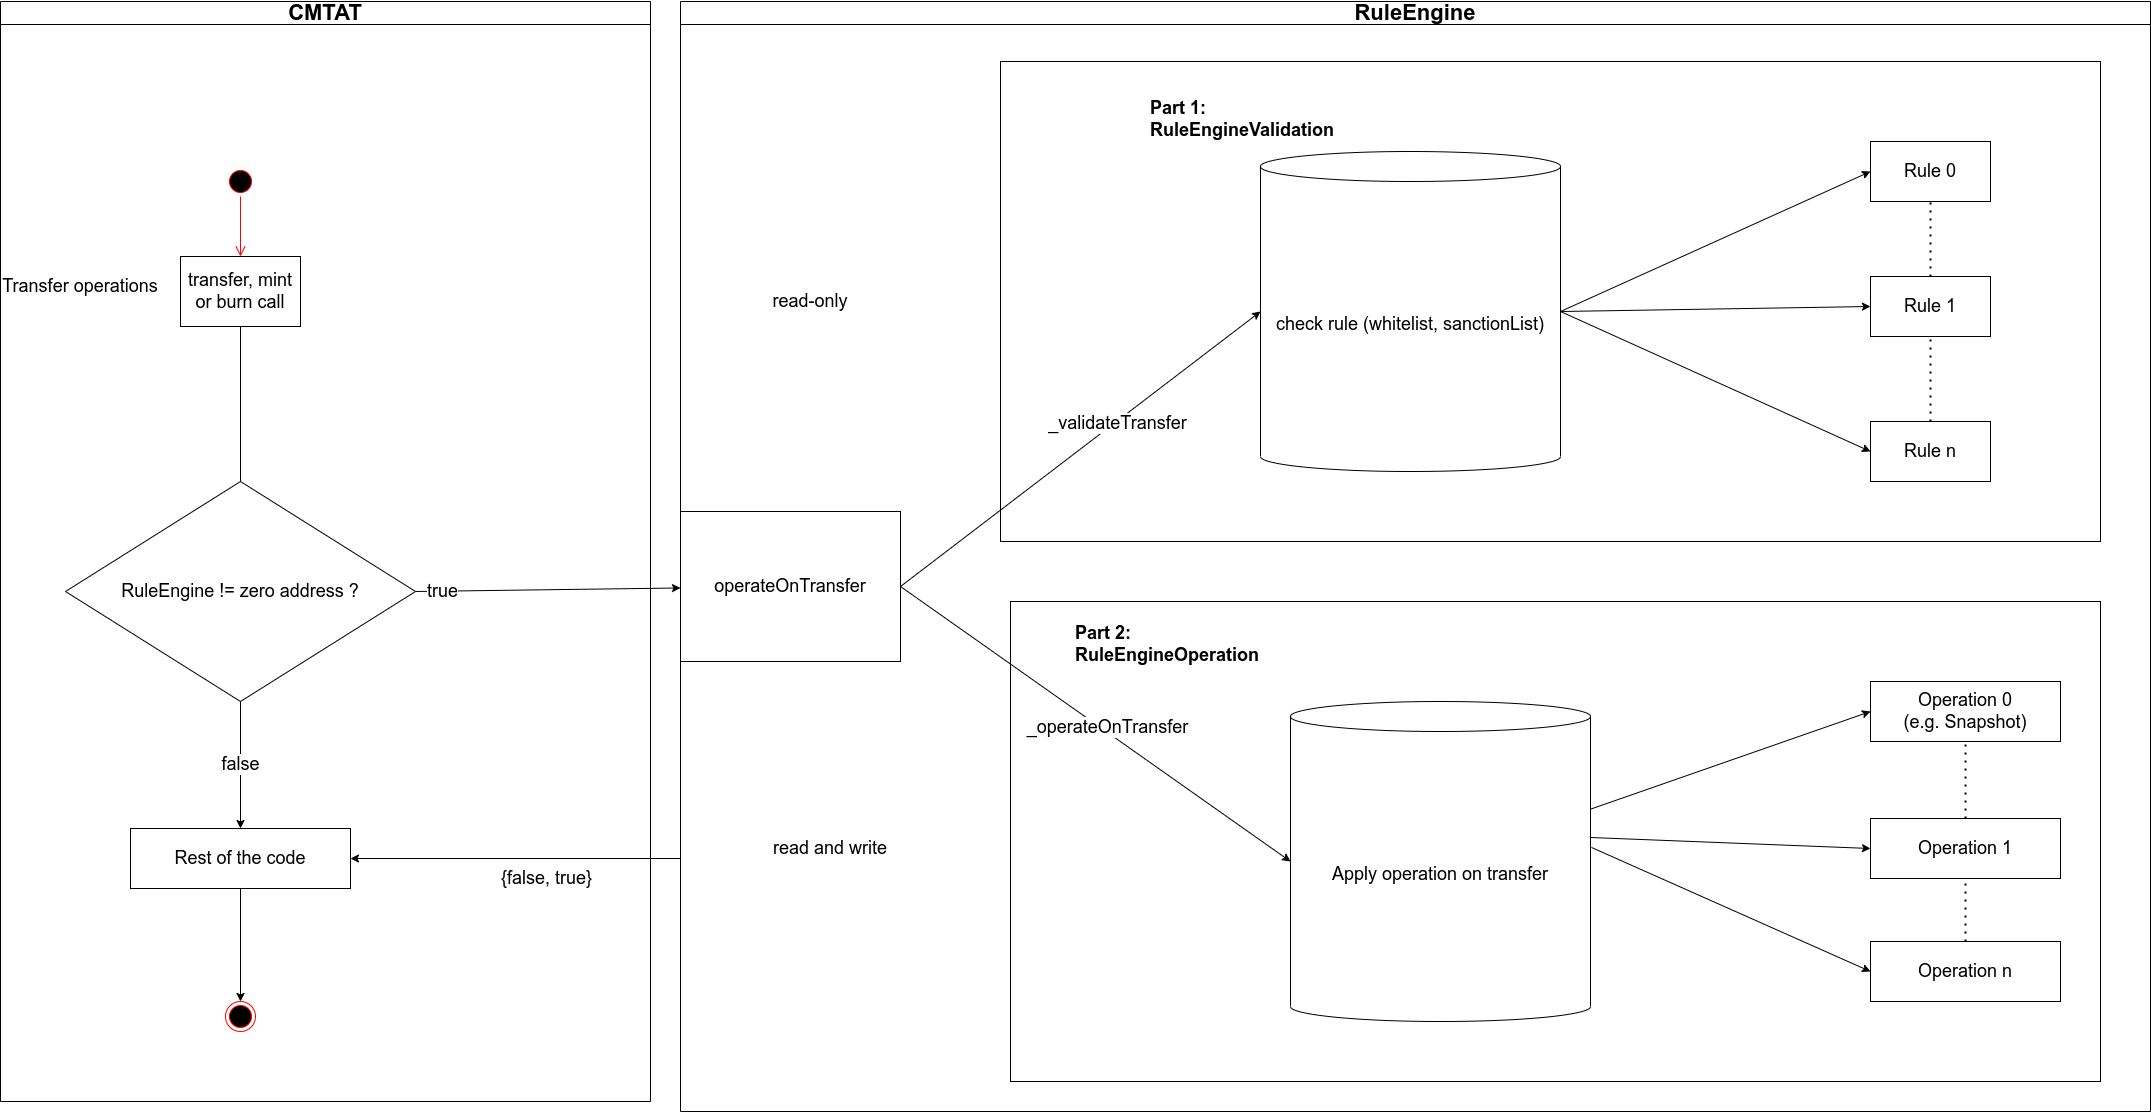 CMTAT
Transfer operations
transfer, mint
or burn call
RuleEngine != zero address ?
true
false
Rest of the code
{false, true}
RuleEngine
read-only
operateOnTransfer
read and write
_validateTransfer
_operateOnTransfer
Part 1:
RuleEngineValidation
check rule (whitelist, sanctionList)
Rule 0
Rule 1
Rule n
Part 2:
RuleEngineOperation
Apply operation on transfer
Operation 0
(e.g. Snapshot)
Operation 1
Operation n